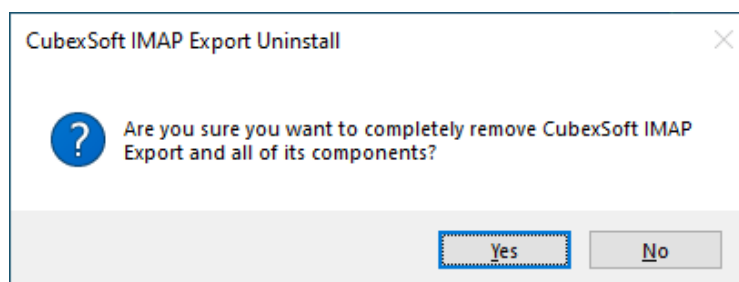 CubexSoft IMAP Export Uninstall
Are you sure you want to completely remove CubexSoft IMAP
Export and all of its components?
Yes
No